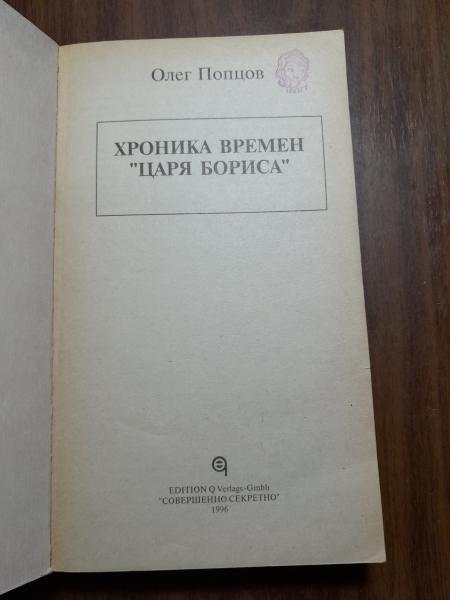 Олег Попцов
ХРОНИКА ВРЕМЕН
"ЦАРЯ БОРИСА"
EDITION Q Verlags-Gmbh
"СОВЕРШЕННО СЕКРЕТНО"
1996